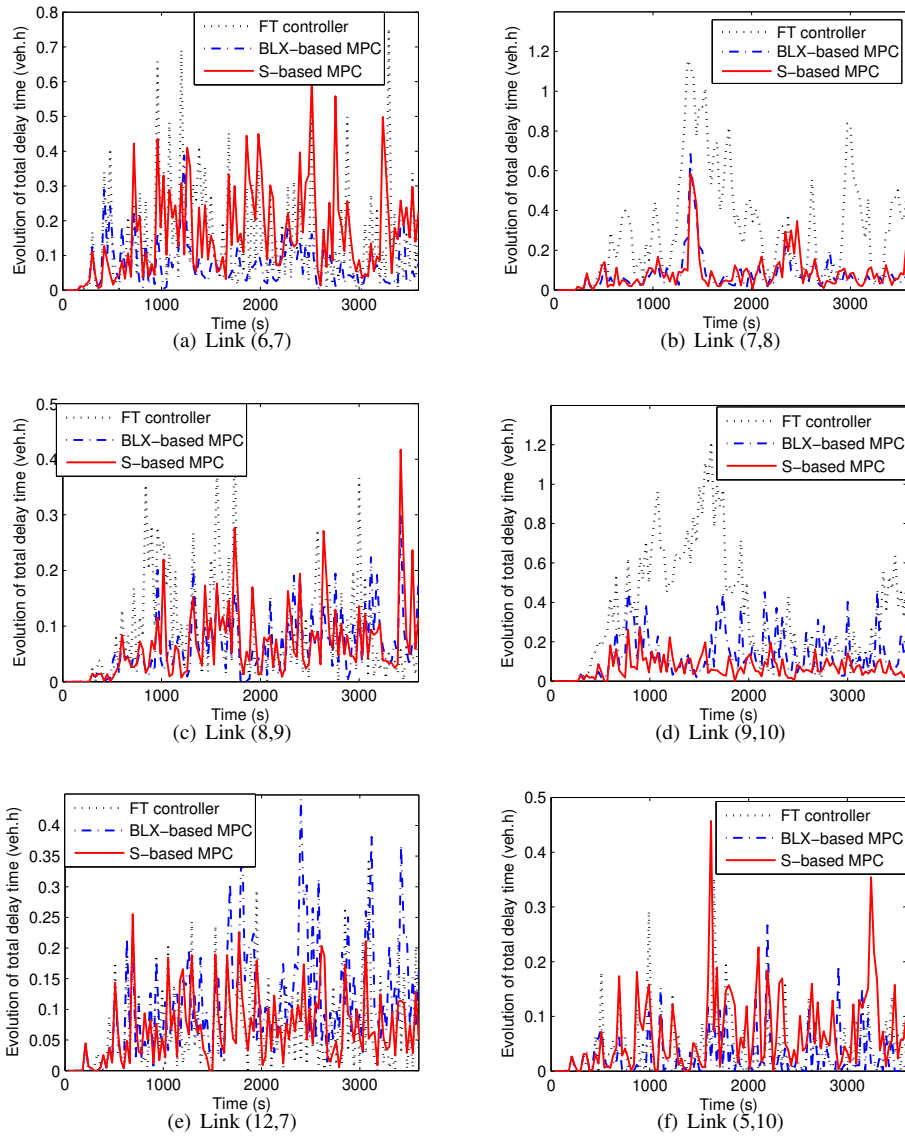 Evolution of total delay time (veh.h)
0.8
0.7
0.6
0.5
0.4
0.3
0.2
0.1
0
0 1000 2000 3000
Time (s)
FT controller
BLX−based MPC
S−based MPC
(a) Link (6,7)
Evolution of total delay time (veh.h)
1.2
1
0.8
0.6
0.4
0.2
0
0 1000 2000 3000
Time (s)
FT controller
BLX−based MPC
S−based MPC
(b) Link (7,8)
Evolution of total delay time (veh.h)
0.5
0.4
0.3
0.2
0.1
0
0 1000 2000 3000
Time (s)
FT controller
BLX−based MPC
S−based MPC
(c) Link (8,9)
Evolution of total delay time (veh.h)
1.4
1.2
1
0.8
0.6
0.4
0.2
0
0 1000 2000 3000
Time (s)
FT controller
BLX−based MPC
S−based MPC
(d) Link (9,10)
Evolution of total delay time (veh.h)
0.4
0.35
0.3
0.25
0.2
0.15
0.1
0.05
0
0 1000 2000 3000
Time (s)
FT controller
BLX−based MPC
S−based MPC
(e) Link (12,7)
Evolution of total delay time (veh.h)
0.5
0.4
0.3
0.2
0.1
0
0 1000 2000 3000
Time (s)
FT controller
BLX−based MPC
S−based MPC
(f) Link (5,10)